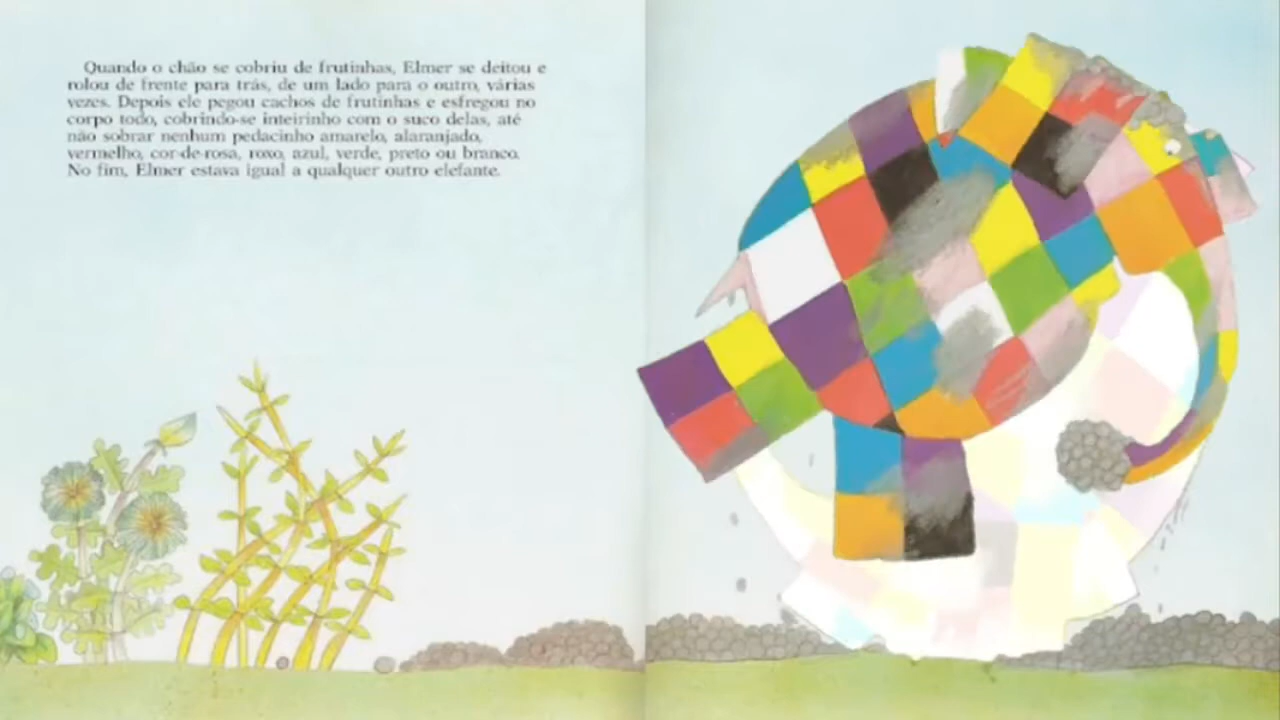 Quando o chão se cobriu de frutinhas, Elmer se deitou e
rolou de frente para trás, de um lado para o outro, várias
vezes. Depois ele pegou cachos de frutinhas e esfregou no
corpo todo, cobrindo-se inteirinho com o suco delas, até
não sobrar nenhum pedacinho amarelo, alaranjado,
vermelho, cor-de-rosa, roxo, azul, verde, preto ou branco.
No fim, Elmer estava igual a qualquer outro elefante.